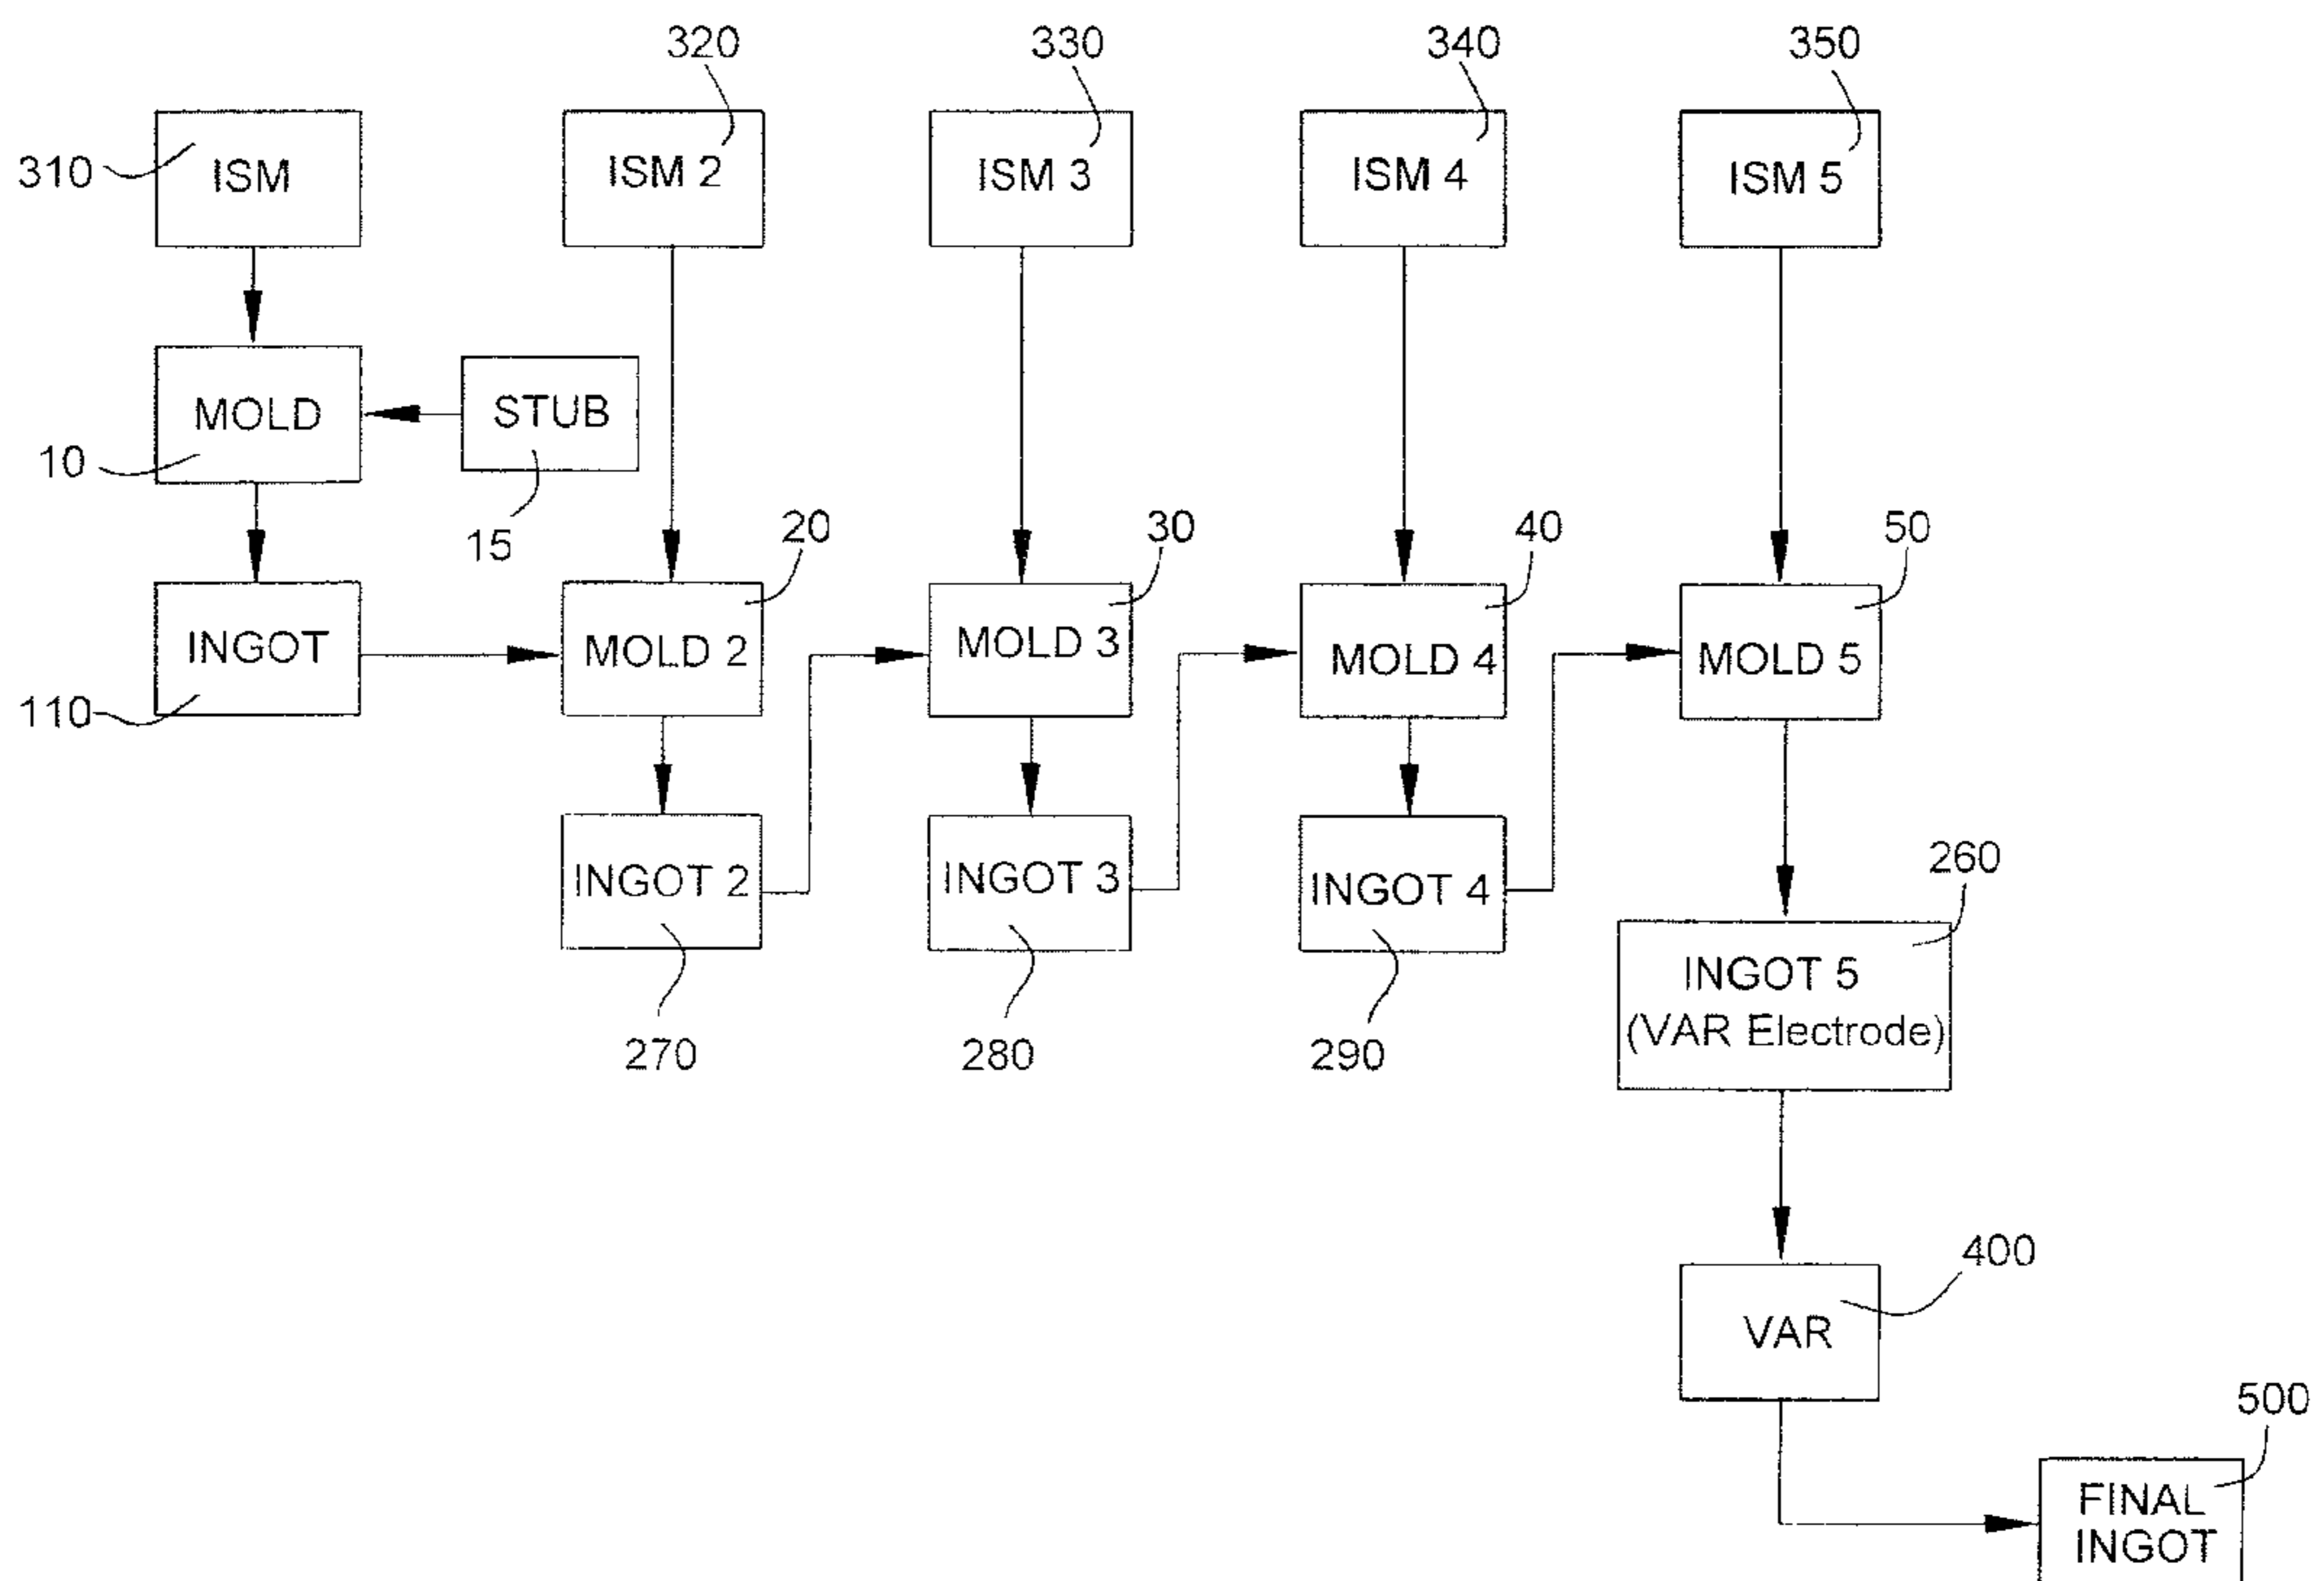 320
330
340
350
310
ISM
ISM 2
ISM 3
ISM 4
ISM 5
MOLD
STUB
10
15
20
30
40
50
INGOT
MOLD 2
MOLD 3
MOLD 4
MOLD 5
110
INGOT 2
INGOT 3
INGOT 4
260
INGOT 5
(VAR Electrode)
270
280
290
400
VAR
500
FINAL
INGOT